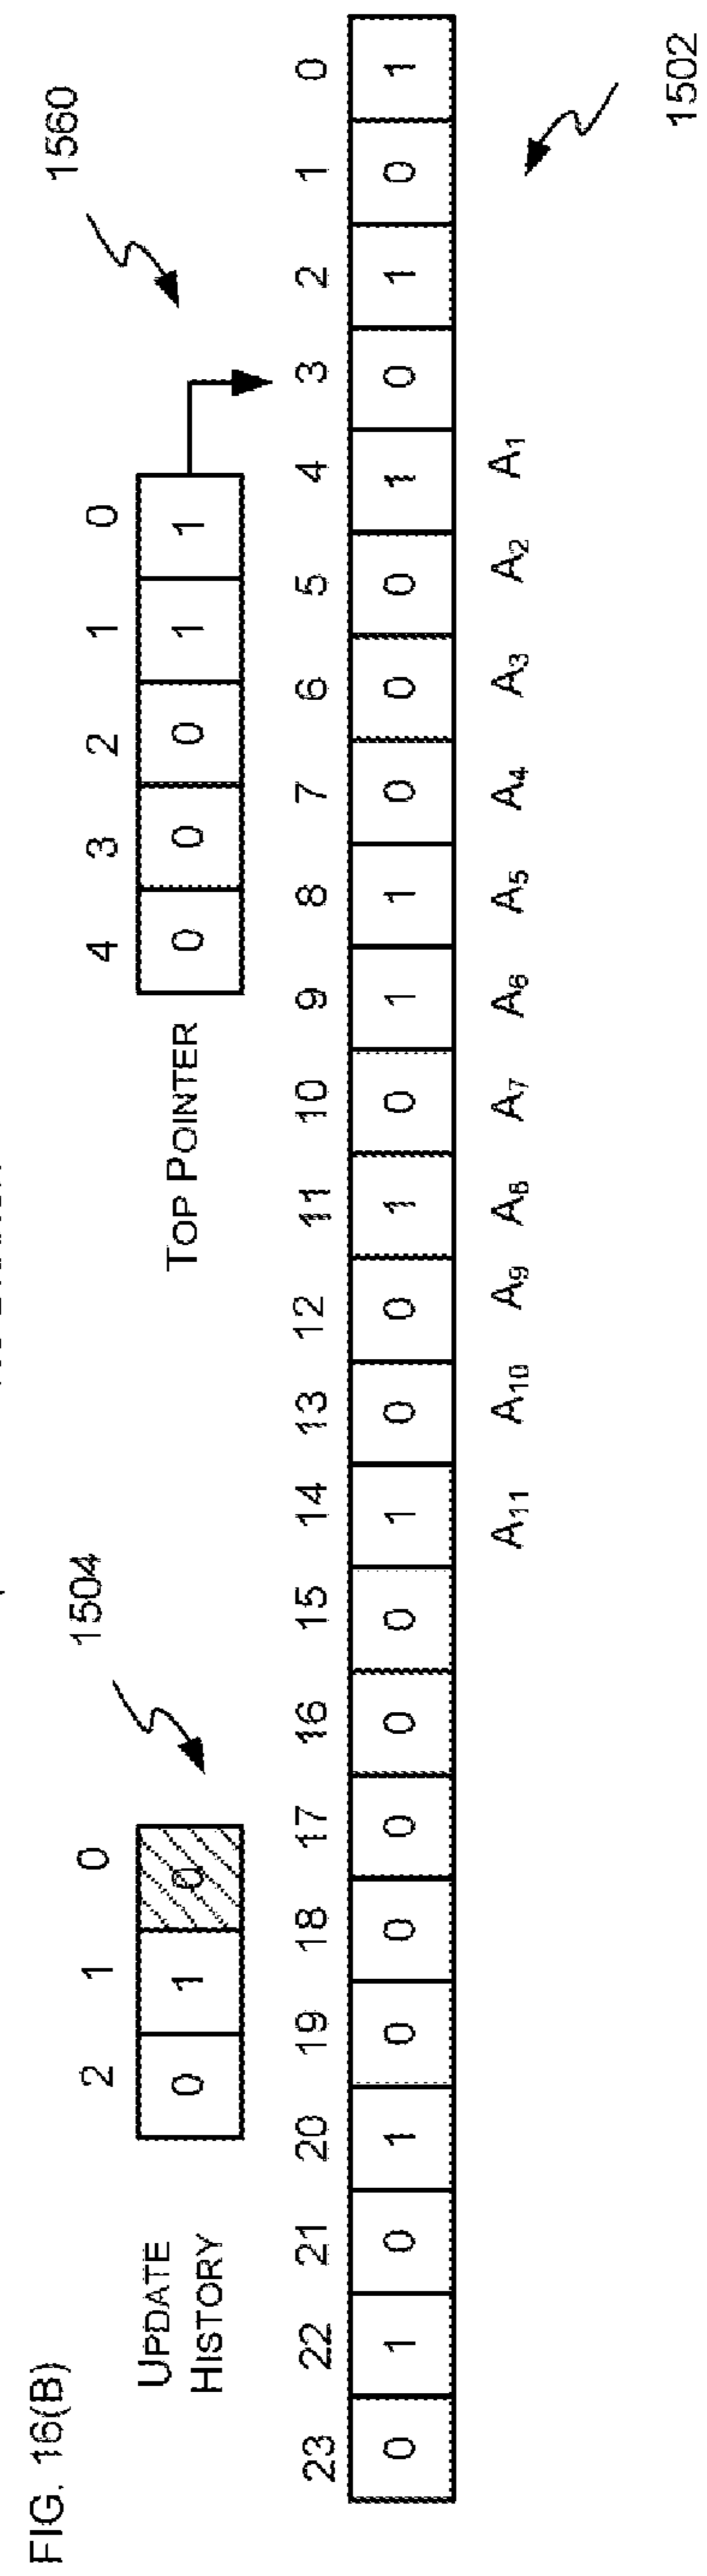 FIG. 16(B)
1504 1560
2 1 0 4 3 2 1 0
UPDATE
HISTORY
0 1 0
TOP POINTER
0 0 0 1 1
23 22 21 20 19 18 17 16 15 14 13 12 11 10 9 8 7 6 5 4 3 2 1 0
0 1 0 1 0 0 0 0 0 1 0 0 1 0 1 1 0 0 0 1 0 1 0 1
A11 A10 A9 A8 A7 A6 A5 A4 A3 A2 A1
1502